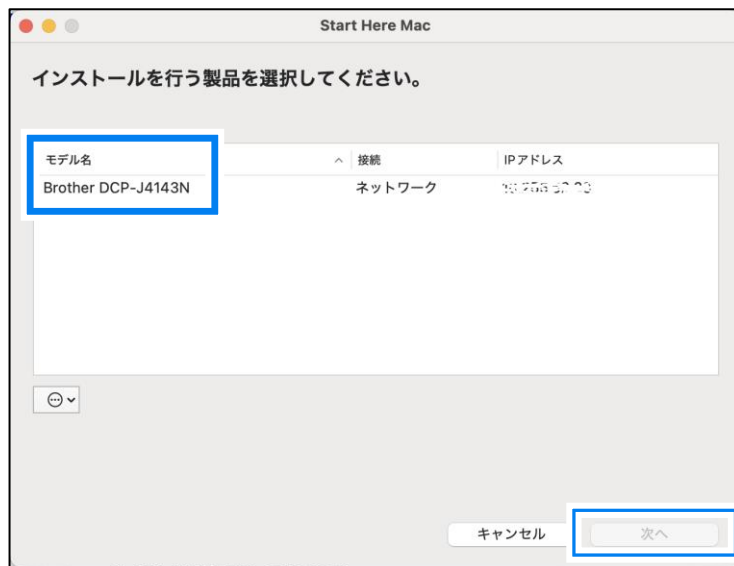 Start Here Mac
インストールを行う製品を選択してください。
モデル名 接続 IPアドレス
Brother DCP-J4143N ネットワーク
キャンセル 次へ